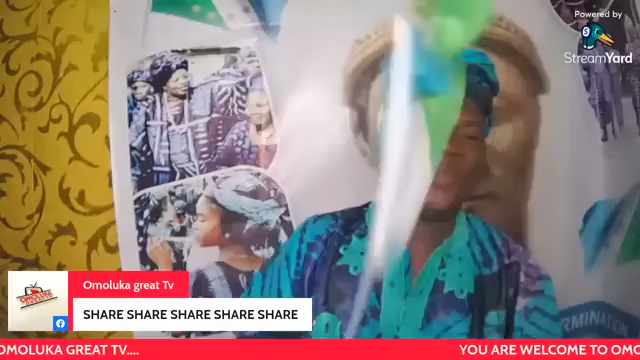 Powered by
StreamYard
Omoluka great Tv
SHARE SHARE SHARE SHARE SHARE
OMOLUKA GREAT TV.... YOU ARE WELCOME TO OMO